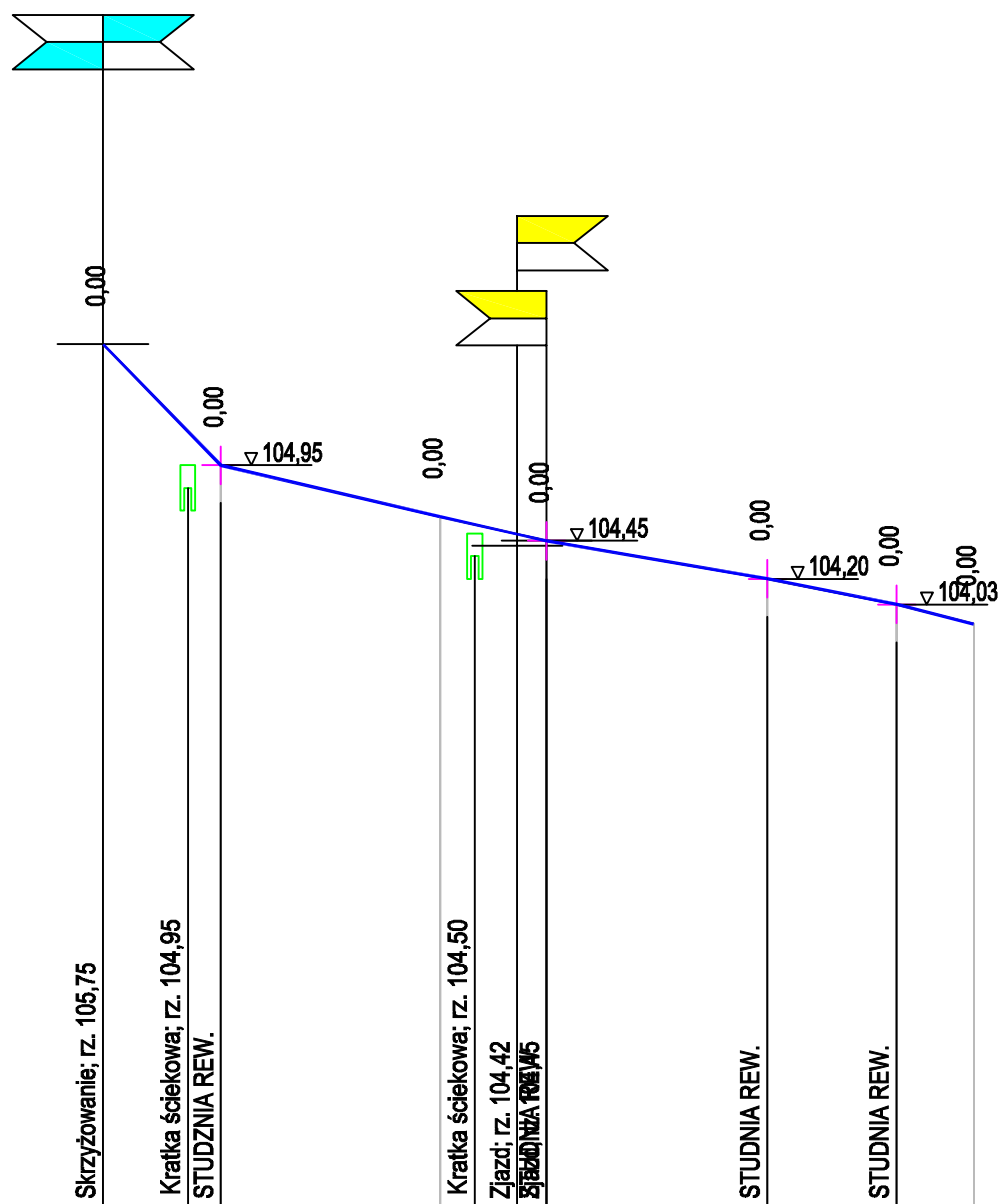 0,00
0,00
104,95
0,00
0,00
104,45
0,00
104,20
0,00
0,00
104,03
Skrzyżowanie; rz. 105,75
Kratka ściekowa; rz. 104,95
STUDZNIA REW.
Kratka ściekowa; rz. 104,50
Zjazd; rz. 104,42
STUDNIA REW.
STUDNIA REW.